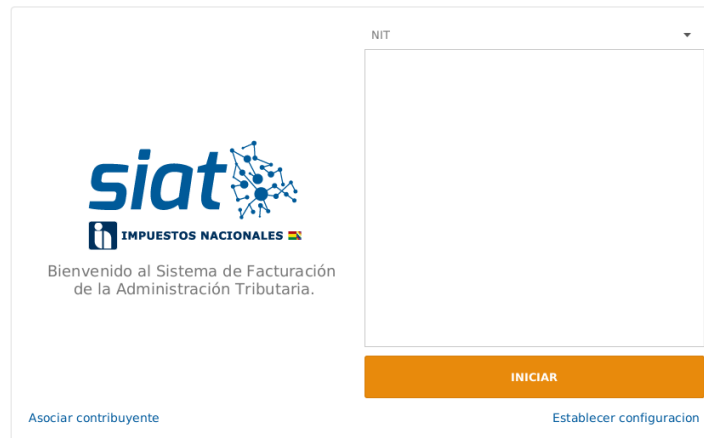 NIT
siat
IMPUESTOS NACIONALES
Bienvenido al Sistema de Facturación
de la Administración Tributaria.
INICIAR
Asociar contribuyente
Establecer configuracion